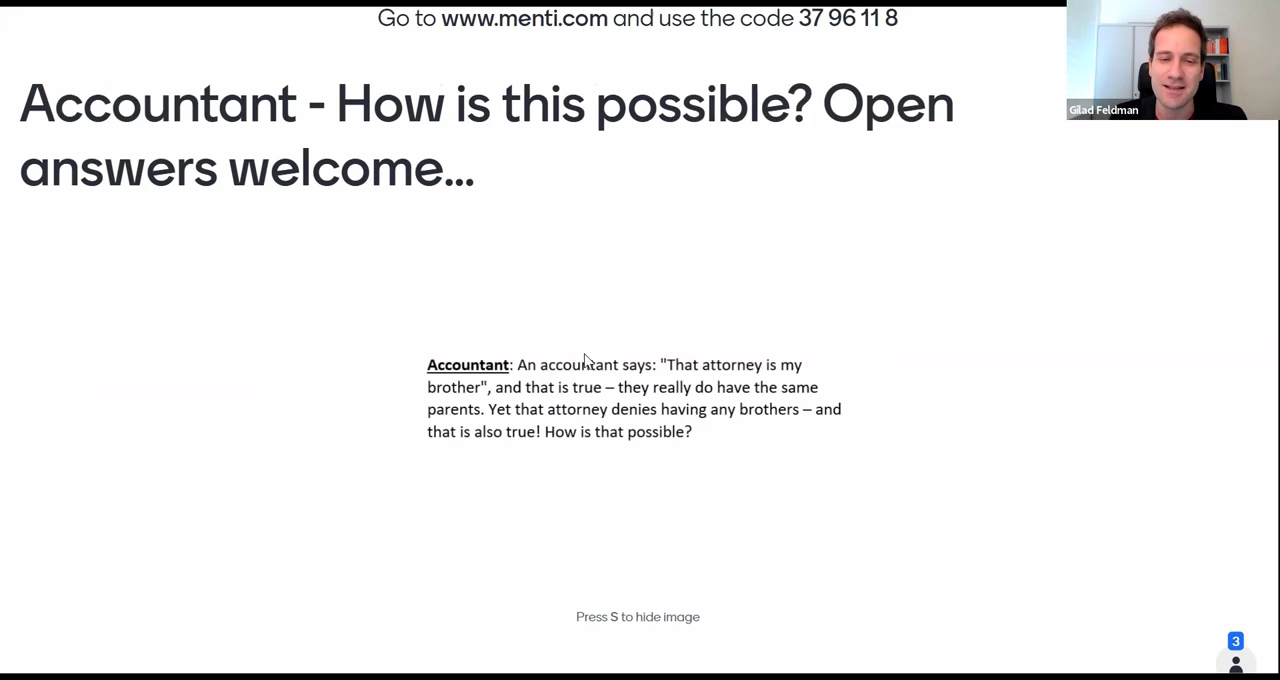 Go to www.menti.com and use the code 37 96 11 8
Gilad Feldman
Accountant - How is this possible? Open
answers welcome...
Accountant: An accountant says: "That attorney is my
brother", and that is true – they really do have the same
parents. Yet that attorney denies having any brothers – and
that is also true! How is that possible?
Press S to hide image
3